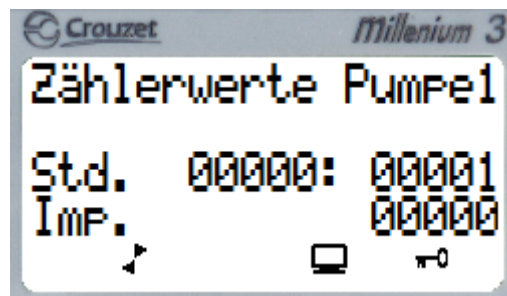 Crouzet Millenium 3
Zählerwerte Pumpe1
Std. 00000: 00001
Imp. 00000